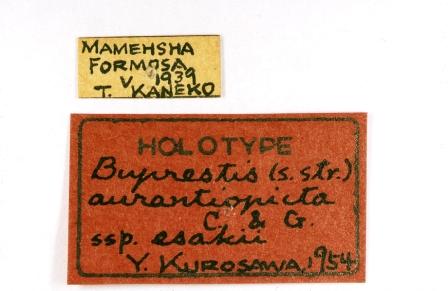 MAMEHSHA
FORMOSA
V 1939
T. KANEKO
HOLOTYPE
Buprestis (s. str.)
aurantiopicta
C. & G.
ssp. esakii
Y. KUROSAWA, 1954